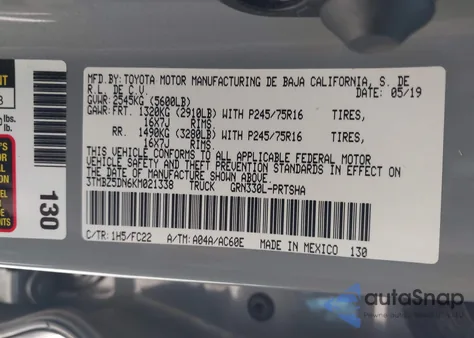 MFD.BY: TOYOTA MOTOR MANUFACTURING DE BAJA CALIFORNIA, S. DE
R.L. DE C.V. DATE: 05/19
GVWR: 2545KG (5600LB)
GAWR: FRT. 1320KG (2910LB) WITH P245/75R16 TIRES,
16X7J RIMS
RR. 1490KG (3280LB) WITH P245/75R16 TIRES,
16X7J RIMS
THIS VEHICLE CONFORMS TO ALL APPLICABLE FEDERAL MOTOR
VEHICLE SAFETY AND THEFT PREVENTION STANDARDS IN EFFECT ON
THE DATE OF MANUFACTURE SHOWN ABOVE.
3TMBZ5DN6KM021338 TRUCK GRN330L-PRTSHA
C/TR: 1H5/FC22 A/TM: A04A/AC60E MADE IN MEXICO 130
130
lbs.
lb.
autoSnap